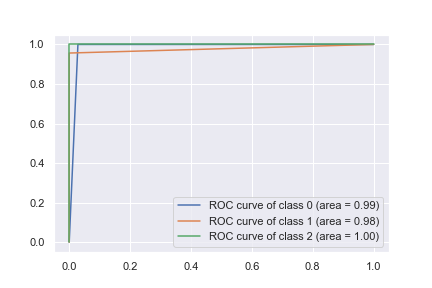 1.0
0.8
0.6
0.4
0.2
0.0
0.0 0.2 0.4 0.6 0.8 1.0
ROC curve of class 0 (area = 0.99)
ROC curve of class 1 (area = 0.98)
ROC curve of class 2 (area = 1.00)